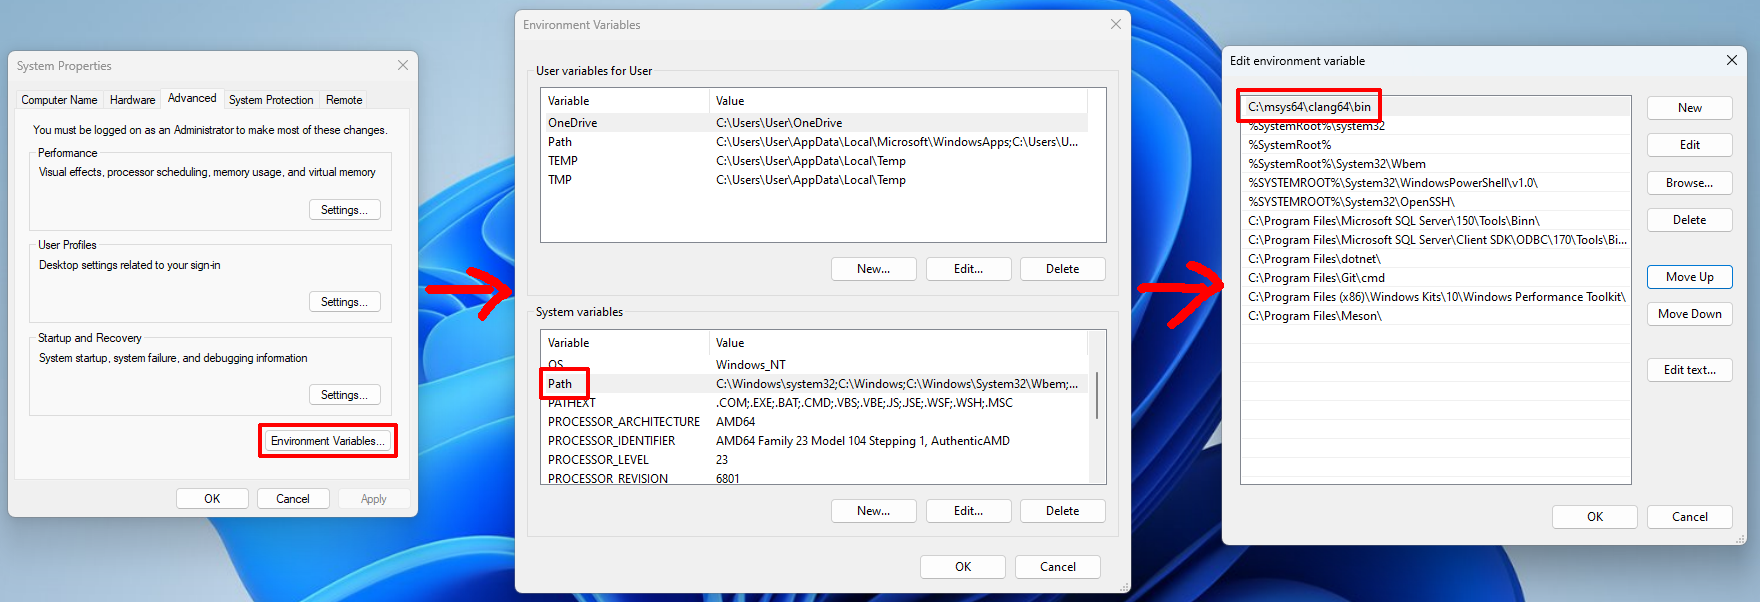 System Properties
Computer Name Hardware Advanced System Protection Remote
You must be logged on as an Administrator to make most of these changes.
Performance
Visual effects, processor scheduling, memory usage, and virtual memory
Settings...
User Profiles
Desktop settings related to your sign-in
Settings...
Startup and Recovery
System startup, system failure, and debugging information
Settings...
Environment Variables...
OK Cancel Apply
Environment Variables
User variables for User
Variable Value
OneDrive C:\Users\User\OneDrive
Path C:\Users\User\AppData\Local\Microsoft\WindowsApps;C:\Users\U...
TEMP C:\Users\User\AppData\Local\Temp
TMP C:\Users\User\AppData\Local\Temp
New... Edit... Delete
System variables
Variable Value
OS Windows_NT
Path C:\Windows\system32;C:\Windows;C:\Windows\System32\Wbem;...
PATHEXT .COM;.EXE;.BAT;.CMD;.VBS;.VBE;.JS;.JSE;.WSF;.WSH;.MSC
PROCESSOR_ARCHITECTURE AMD64
PROCESSOR_IDENTIFIER AMD64 Family 23 Model 104 Stepping 1, AuthenticAMD
PROCESSOR_LEVEL 23
PROCESSOR_REVISION 6801
New... Edit... Delete
OK Cancel
Edit environment variable
C:\msys64\clang64\bin
%SystemRoot%\system32
%SystemRoot%
%SystemRoot%\System32\Wbem
%SYSTEMROOT%\System32\WindowsPowerShell\v1.0\
%SYSTEMROOT%\System32\OpenSSH\
C:\Program Files\Microsoft SQL Server\150\Tools\Binn\
C:\Program Files\Microsoft SQL Server\Client SDK\ODBC\170\Tools\Bi...
C:\Program Files\dotnet\
C:\Program Files\Git\cmd
C:\Program Files (x86)\Windows Kits\10\Windows Performance Toolkit\
C:\Program Files\Meson\
New
Edit
Browse...
Delete
Move Up
Move Down
Edit text...
OK Cancel